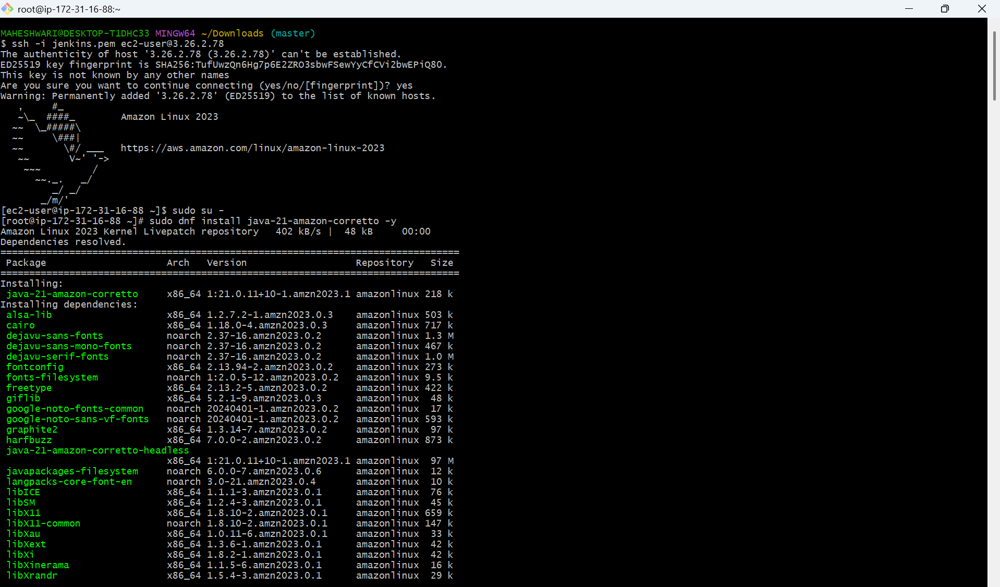 root@ip-172-31-16-88:~
MAHESHWARI@DESKTOP-T1DHC33 MINGW64 ~/Downloads (master)
$ ssh -i jenkins.pem ec2-user@3.26.2.78
The authenticity of host '3.26.2.78 (3.26.2.78)' can't be established.
ED25519 key fingerprint is SHA256:TufUwzQn6Hg7p6E2ZRO3sbwFSewYyCfCVi2bwEPiQ80.
This key is not known by any other names
Are you sure you want to continue connecting (yes/no/[fingerprint])? yes
Warning: Permanently added '3.26.2.78' (ED25519) to the list of known hosts.
   ,     #_
   ~\_  ####_        Amazon Linux 2023
  ~~  \_#####\
  ~~     \###|
  ~~       \#/ ___   https://aws.amazon.com/linux/amazon-linux-2023
   ~~       V~' '->
    ~~~         /
      ~~._.   _/
         _/ _/
       _/m/'
[ec2-user@ip-172-31-16-88 ~]$ sudo su -
[root@ip-172-31-16-88 ~]# sudo dnf install java-21-amazon-corretto -y
Amazon Linux 2023 Kernel Livepatch repository   402 kB/s |  48 kB     00:00
Dependencies resolved.
================================================================================
 Package                     Arch   Version                   Repository   Size
================================================================================
Installing:
 java-21-amazon-corretto     x86_64 1:21.0.11+10-1.amzn2023.1 amazonlinux 218 k
Installing dependencies:
 alsa-lib                    x86_64 1.2.7.2-1.amzn2023.0.3    amazonlinux 503 k
 cairo                       x86_64 1.18.0-4.amzn2023.0.3     amazonlinux 717 k
 dejavu-sans-fonts           noarch 2.37-16.amzn2023.0.2      amazonlinux 1.3 M
 dejavu-sans-mono-fonts      noarch 2.37-16.amzn2023.0.2      amazonlinux 467 k
 dejavu-serif-fonts          noarch 2.37-16.amzn2023.0.2      amazonlinux 1.0 M
 fontconfig                  x86_64 2.13.94-2.amzn2023.0.2    amazonlinux 273 k
 fonts-filesystem            noarch 1:2.0.5-12.amzn2023.0.2   amazonlinux 9.5 k
 freetype                    x86_64 2.13.2-5.amzn2023.0.2     amazonlinux 422 k
 giflib                      x86_64 5.2.1-9.amzn2023.0.3      amazonlinux  48 k
 google-noto-fonts-common    noarch 20240401-1.amzn2023.0.2   amazonlinux  17 k
 google-noto-sans-vf-fonts   noarch 20240401-1.amzn2023.0.2   amazonlinux 593 k
 graphite2                   x86_64 1.3.14-7.amzn2023.0.2     amazonlinux  97 k
 harfbuzz                    x86_64 7.0.0-2.amzn2023.0.2      amazonlinux 873 k
 java-21-amazon-corretto-headless
                             x86_64 1:21.0.11+10-1.amzn2023.1 amazonlinux  97 M
 javapackages-filesystem     noarch 6.0.0-7.amzn2023.0.6      amazonlinux  12 k
 langpacks-core-font-en      noarch 3.0-21.amzn2023.0.4       amazonlinux  10 k
 libICE                      x86_64 1.1.1-3.amzn2023.0.1      amazonlinux  76 k
 libSM                       x86_64 1.2.4-3.amzn2023.0.1      amazonlinux  45 k
 libX11                      x86_64 1.8.10-2.amzn2023.0.1     amazonlinux 659 k
 libX11-common               noarch 1.8.10-2.amzn2023.0.1     amazonlinux 147 k
 libXau                      x86_64 1.0.11-6.amzn2023.0.1     amazonlinux  33 k
 libXext                     x86_64 1.3.6-1.amzn2023.0.1      amazonlinux  42 k
 libXi                       x86_64 1.8.2-1.amzn2023.0.1      amazonlinux  42 k
 libXinerama                 x86_64 1.1.5-6.amzn2023.0.1      amazonlinux  16 k
 libXrandr                   x86_64 1.5.4-3.amzn2023.0.1      amazonlinux  29 k